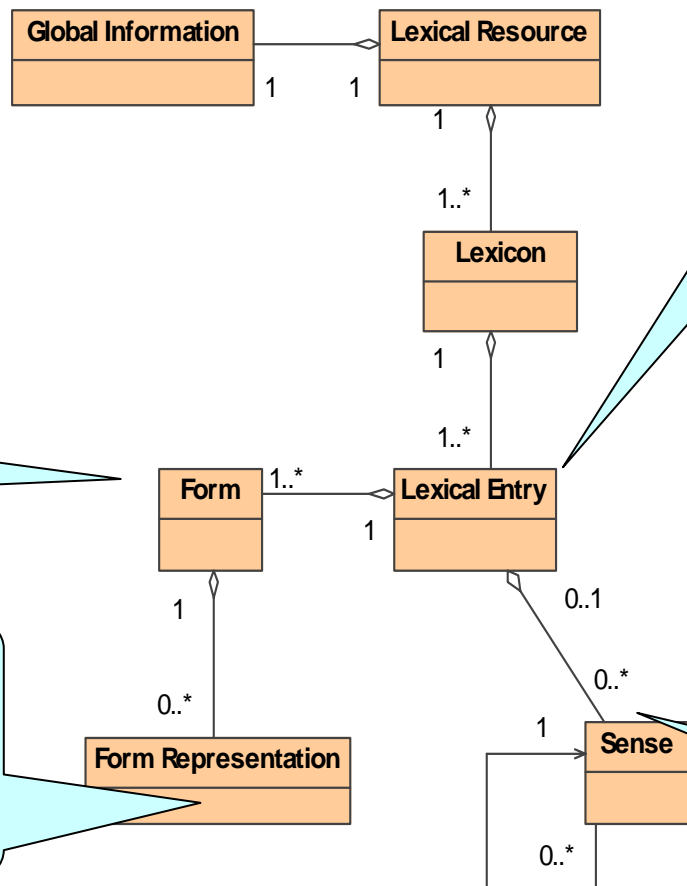 Global Information
Lexical Resource
1
1
1
1..*
Lexicon
1
1..*
Form
1..*
Lexical Entry
1
1
0..1
0..*
0..*
Form Representation
1
Sense
0..*